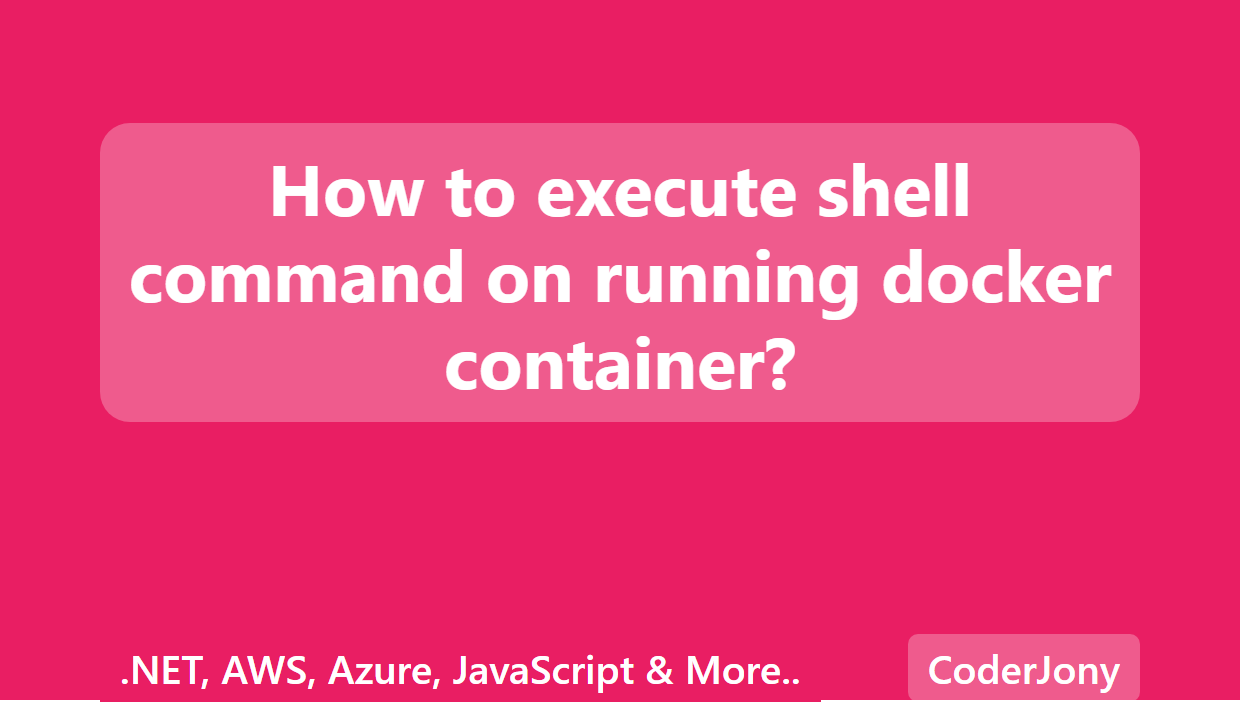 How to execute shell
command on running docker
container?
.NET, AWS, Azure, JavaScript & More..
CoderJony